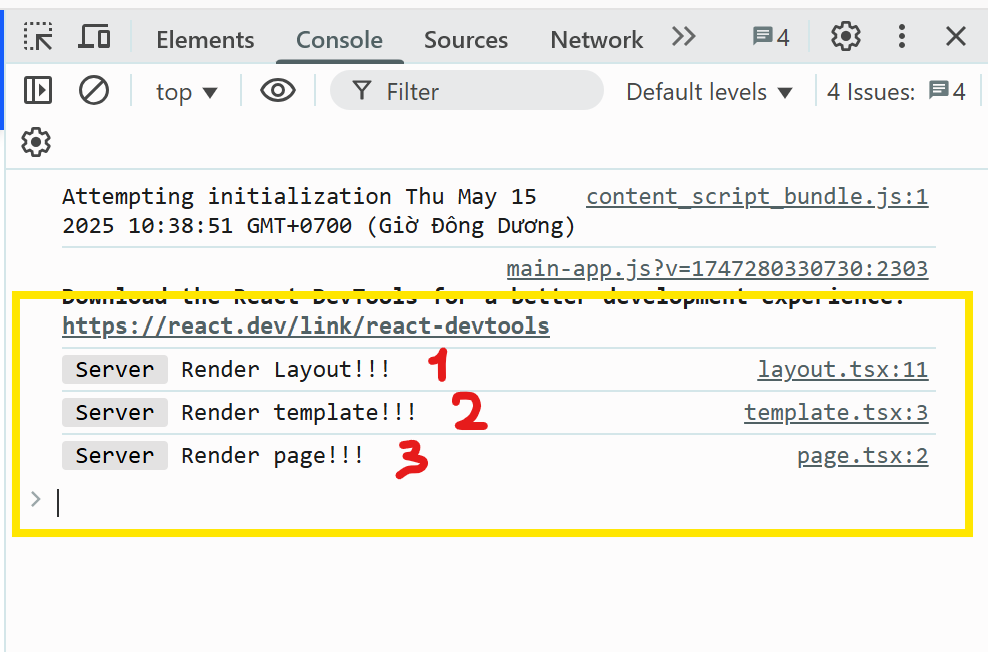 Elements Console Sources Network 4
top Filter Default levels 4 Issues: 4
Attempting initialization Thu May 15 content_script_bundle.js:1
2025 10:38:51 GMT+0700 (Giờ Đông Dương)
main-app.js?v=1747280330730:2303
Download the React DevTools for a better development experience:
https://react.dev/link/react-devtools
Server Render Layout!!! 1 layout.tsx:11
Server Render template!!! 2 template.tsx:3
Server Render page!!! 3 page.tsx:2